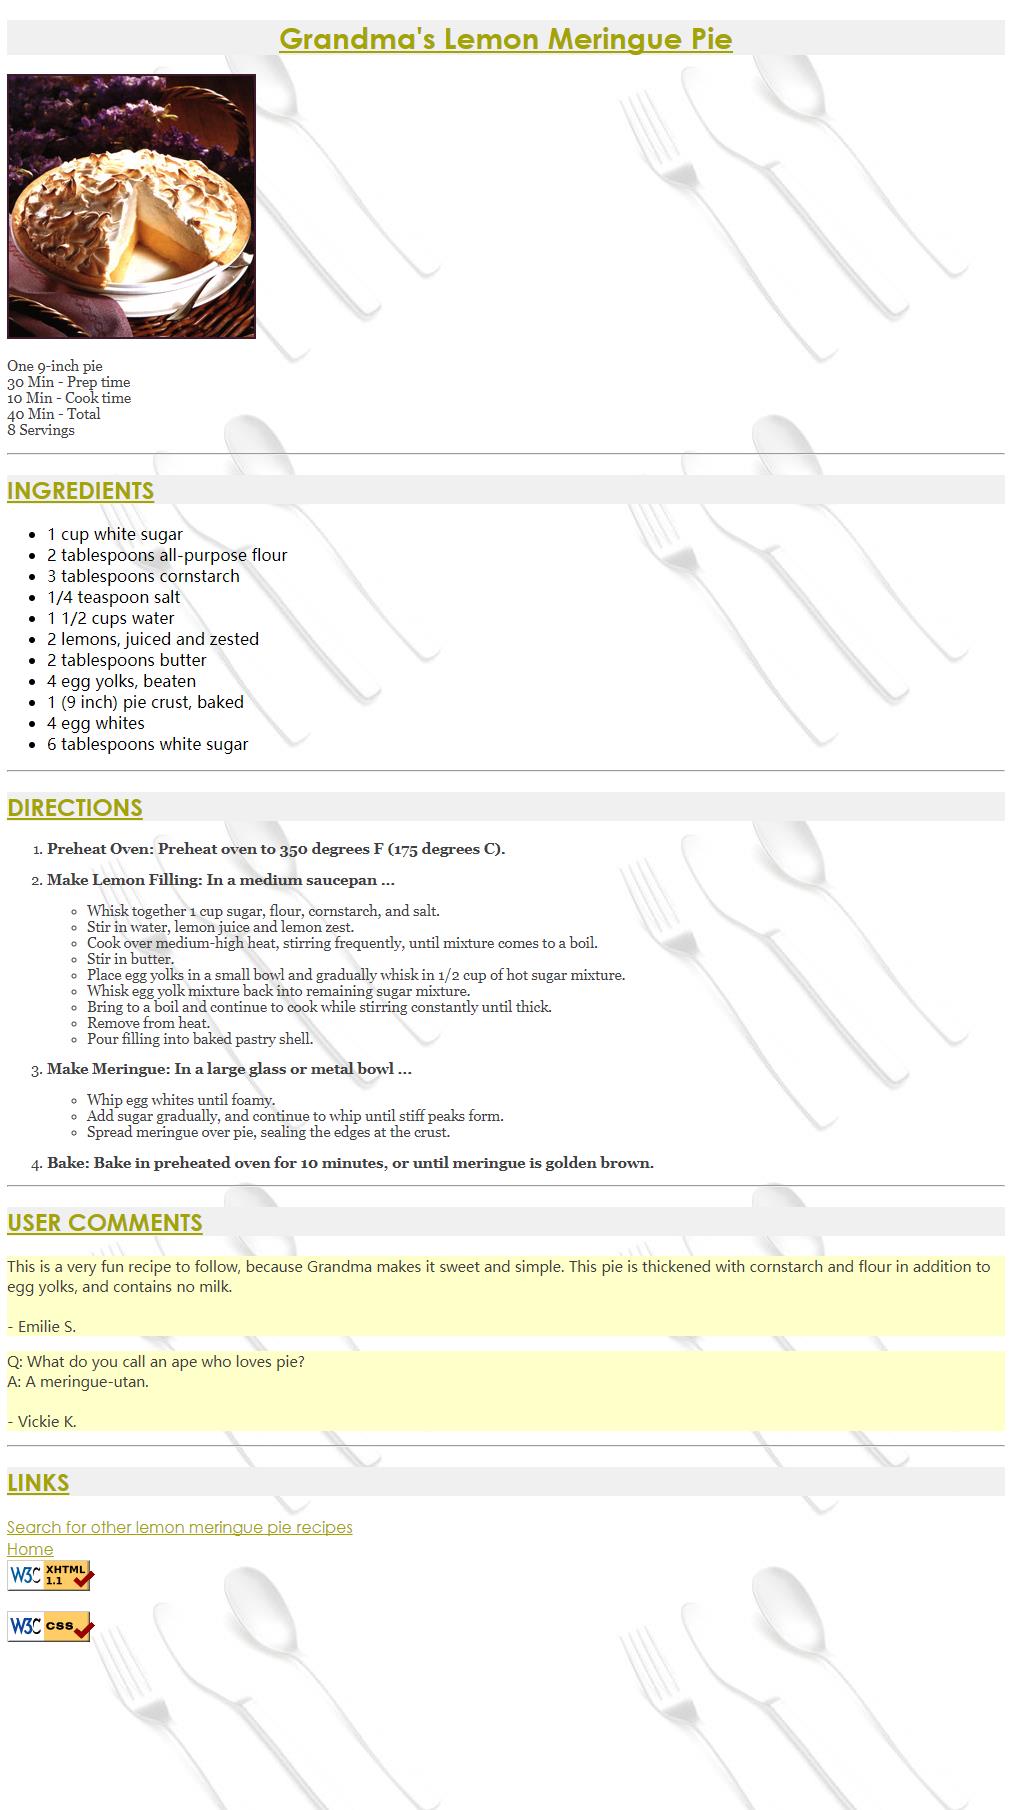 Grandma's Lemon Meringue Pie
One 9-inch pie
30 Min - Prep time
10 Min - Cook time
40 Min - Total
8 Servings
INGREDIENTS
• 1 cup white sugar
• 2 tablespoons all-purpose flour
• 3 tablespoons cornstarch
• 1/4 teaspoon salt
• 1 1/2 cups water
• 2 lemons, juiced and zested
• 2 tablespoons butter
• 4 egg yolks, beaten
• 1 (9 inch) pie crust, baked
• 4 egg whites
• 6 tablespoons white sugar
DIRECTIONS
1. Preheat Oven: Preheat oven to 350 degrees F (175 degrees C).
2. Make Lemon Filling: In a medium saucepan ...
◦ Whisk together 1 cup sugar, flour, cornstarch, and salt.
◦ Stir in water, lemon juice and lemon zest.
◦ Cook over medium-high heat, stirring frequently, until mixture comes to a boil.
◦ Stir in butter.
◦ Place egg yolks in a small bowl and gradually whisk in 1/2 cup of hot sugar mixture.
◦ Whisk egg yolk mixture back into remaining sugar mixture.
◦ Bring to a boil and continue to cook while stirring constantly until thick.
◦ Remove from heat.
◦ Pour filling into baked pastry shell.
3. Make Meringue: In a large glass or metal bowl ...
◦ Whip egg whites until foamy.
◦ Add sugar gradually, and continue to whip until stiff peaks form.
◦ Spread meringue over pie, sealing the edges at the crust.
4. Bake: Bake in preheated oven for 10 minutes, or until meringue is golden brown.
USER COMMENTS
This is a very fun recipe to follow, because Grandma makes it sweet and simple. This pie is thickened with cornstarch and flour in addition to
egg yolks, and contains no milk.
- Emilie S.
Q: What do you call an ape who loves pie?
A: A meringue-utan.
- Vickie K.
LINKS
Search for other lemon meringue pie recipes
Home
W3C XHTML
1.1
W3C css